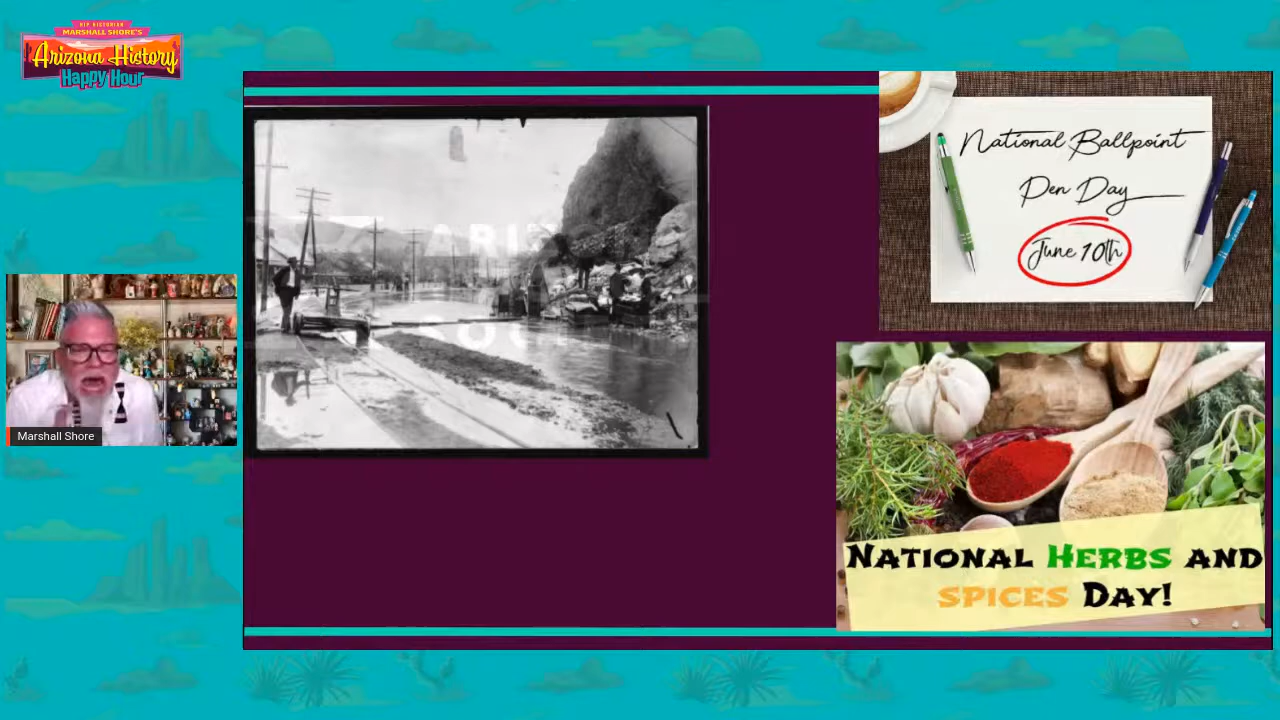 HIP HISTORIAN
MARSHALL SHORE'S
Arizona History
Happy Hour
National Ballpoint
Pen Day
June 10th
NATIONAL HERBS AND
SPICES DAY!
Marshall Shore